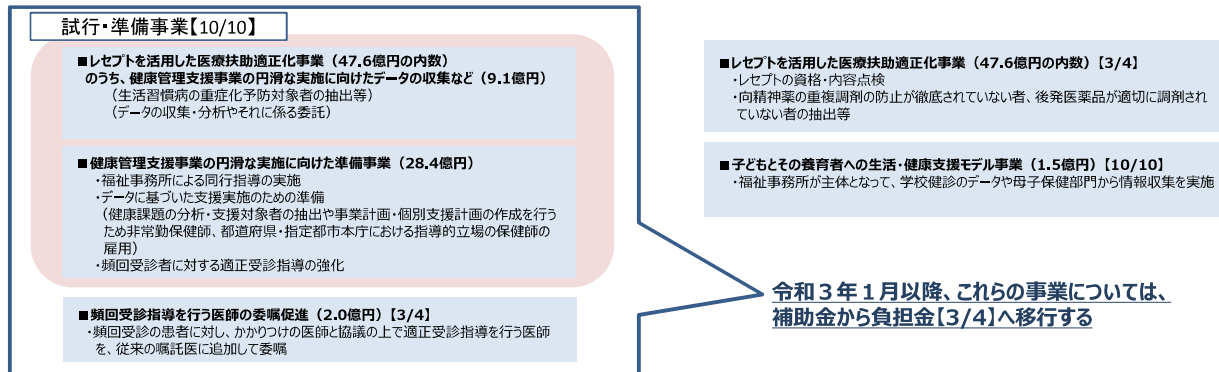 試行・準備事業【10/10】
■レセプトを活用した医療扶助適正化事業（47.6億円の内数）
のうち、健康管理支援事業の円滑な実施に向けたデータの収集など（9.1億円）
（生活習慣病の重症化予防対象者の抽出等）
（データの収集・分析やそれに係る委託）
■健康管理支援事業の円滑な実施に向けた準備事業（28.4億円）
・福祉事務所による同行指導の実施
・データに基づいた支援実施のための準備
（健康課題の分析・支援対象者の抽出や事業計画・個別支援計画の作成を行う
ため非常勤保健師、都道府県・指定都市本庁における指導的立場の保健師の
雇用）
・頻回受診者に対する適正受診指導の強化
■頻回受診指導を行う医師の委嘱促進（2.0億円）【3/4】
・頻回受診の患者に対し、かかりつけの医師と協議の上で適正受診指導を行う医師
を、従来の嘱託医に追加して委嘱
■レセプトを活用した医療扶助適正化事業（47.6億円の内数）【3/4】
・レセプトの資格・内容点検
・向精神薬の重複調剤の防止が徹底されていない者、後発医薬品が適切に調剤され
ていない者の抽出等
■子どもとその養育者への生活・健康支援モデル事業（1.5億円）【10/10】
・福祉事務所が主体となって、学校健診のデータや母子保健部門から情報収集を実施
令和３年１月以降、これらの事業については、
補助金から負担金【3/4】へ移行する